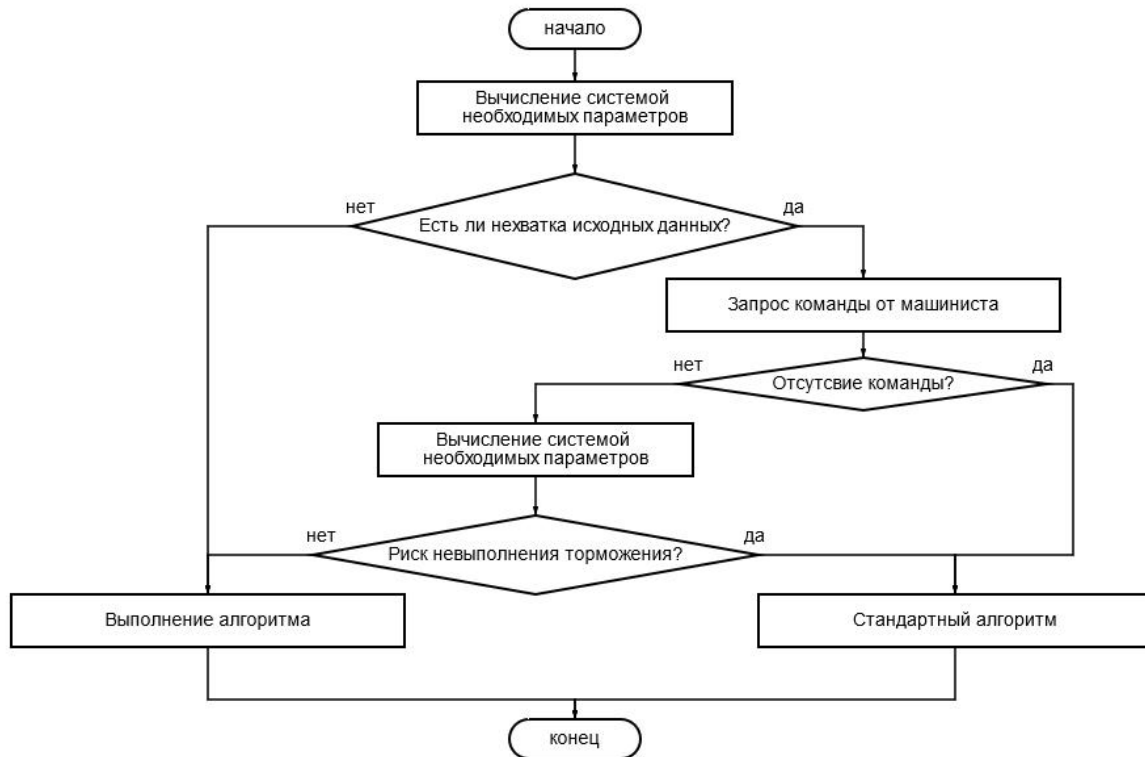 начало
Вычисление системой
необходимых параметров
нет
да
Есть ли нехватка исходных данных?
Запрос команды от машиниста
нет
да
Отсутсвие команды?
Вычисление системой
необходимых параметров
нет
да
Риск невыполнения торможения?
Выполнение алгоритма
Стандартный алгоритм
конец